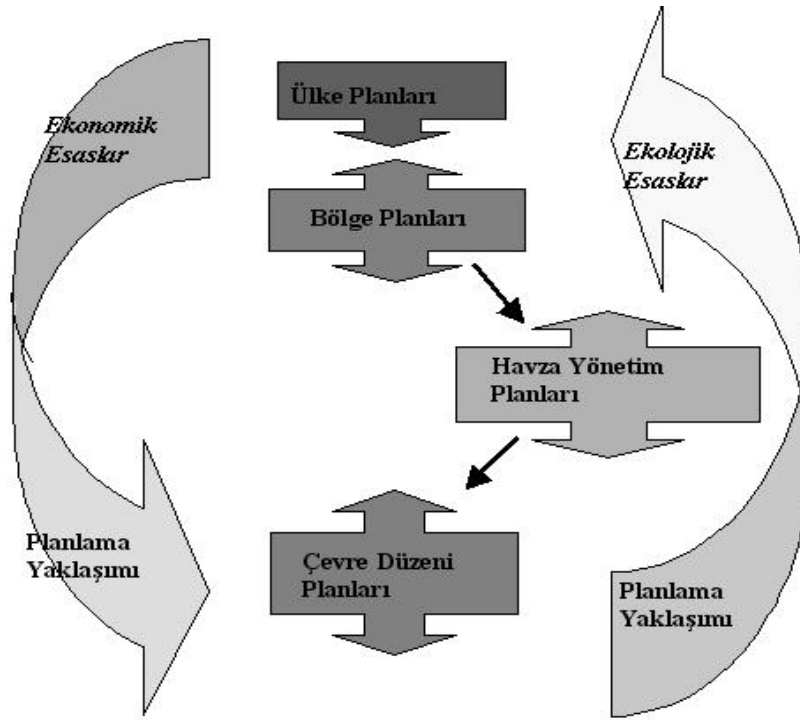 Ülke Planları
Ekonomik
Esaslar
Ekolojik
Esaslar
Bölge Planları
Havza Yönetim
Planları
Planlama
Yaklaşımı
Çevre Düzeni
Planları
Planlama
Yaklaşımı